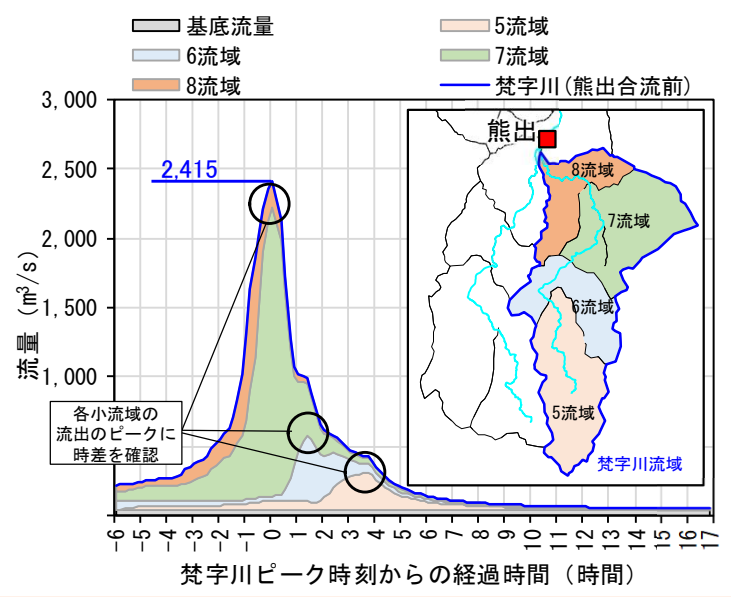 基底流量
5流域
6流域
7流域
8流域
梵字川(熊出合流前)
3,000
2,500
2,000
1,500
1,000
流量 (m³/s)
2,415
各小流域の
流出のピークに
時差を確認
熊出
8流域
7流域
6流域
5流域
梵字川流域
-6 -5 -4 -3 -2 -1 0 1 2 3 4 5 6 7 8 9 10 11 12 13 14 15 16 17
梵字川ピーク時刻からの経過時間 (時間)